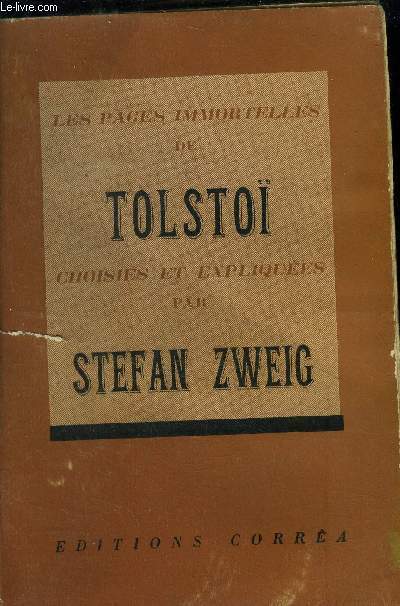 Le-livre.com
LES PAGES IMMORTELLES
DE
TOLSTOÏ
CHOISIES ET EXPLIQUÉES
PAR
STEFAN ZWEIG
EDITIONS CORRÊA